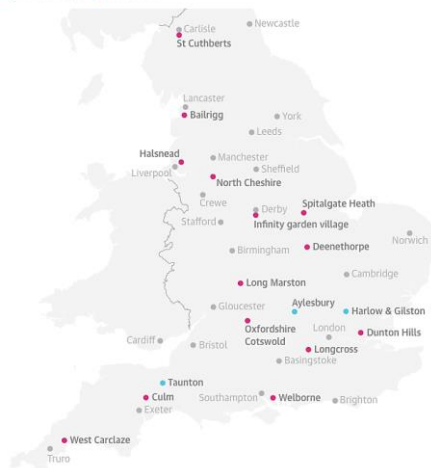 Newcastle
Carlisle
St Cuthberts
Lancaster
Bailrigg
York
Leeds
Halsnead
Manchester
Liverpool
Sheffield
North Cheshire
Crewe
Derby
Spitalgate Heath
Stafford
Infinity garden village
Norwich
Birmingham
Deenethorpe
Cambridge
Long Marston
Gloucester
Aylesbury
Harlow & Gilston
Oxfordshire
Cotswold
London
Dunton Hills
Cardiff
Bristol
Longcross
Basingstoke
Taunton
Culm
Southampton
Welborne
Brighton
Exeter
West Carclaze
Truro